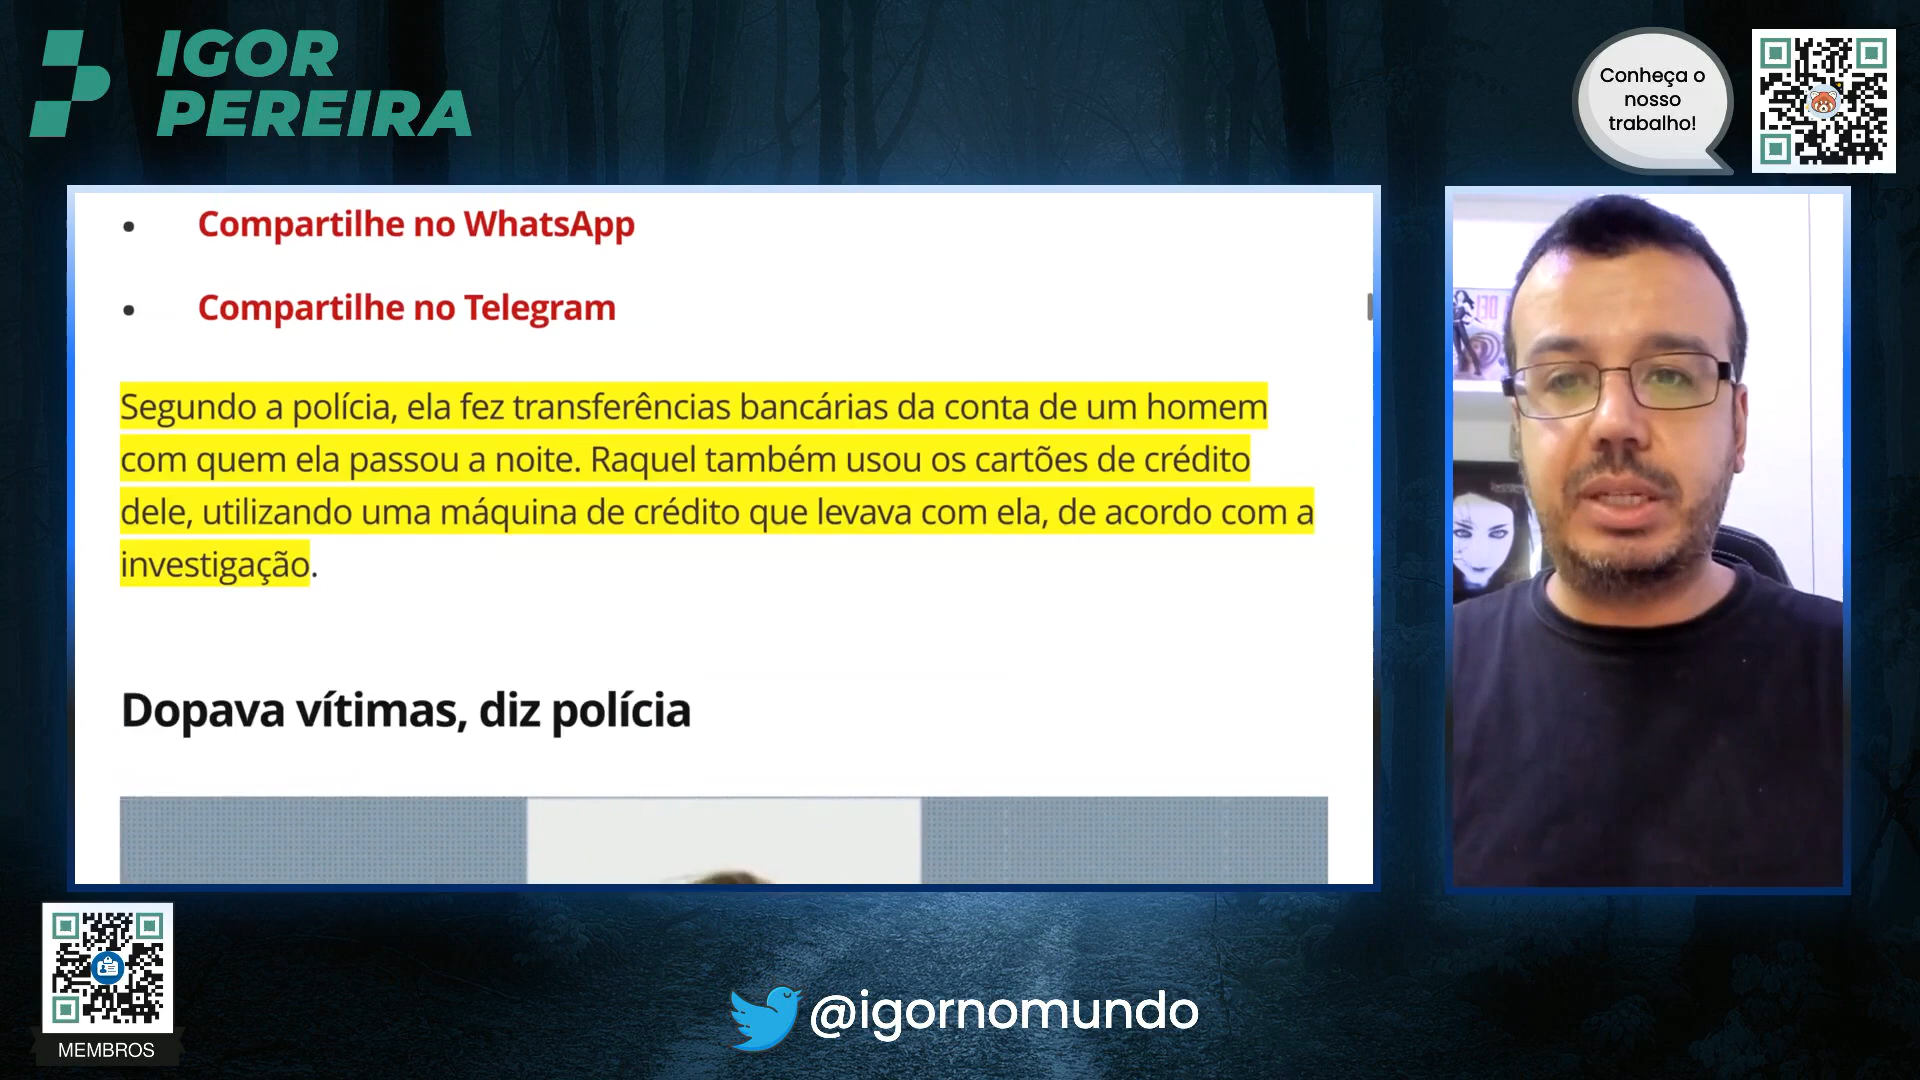 IGOR
PEREIRA
Conheça o
nosso
trabalho!
• Compartilhe no WhatsApp
• Compartilhe no Telegram
Segundo a polícia, ela fez transferências bancárias da conta de um homem
com quem ela passou a noite. Raquel também usou os cartões de crédito
dele, utilizando uma máquina de crédito que levava com ela, de acordo com a
investigação.
Dopava vítimas, diz polícia
MEMBROS
@igornomundo